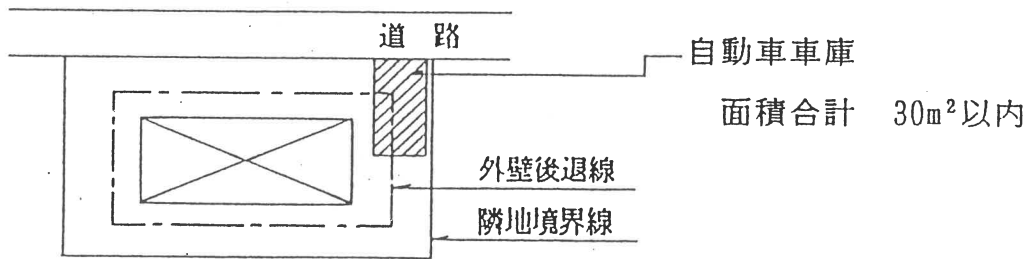 道 路
自動車車庫
面積合計 30m²以内
外壁後退線
隣地境界線